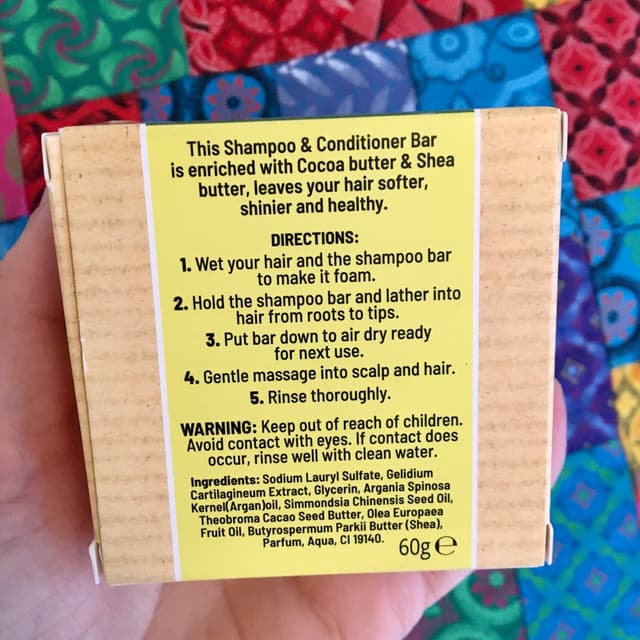 This Shampoo & Conditioner Bar
is enriched with Cocoa butter & Shea
butter, leaves your hair softer,
shinier and healthy.
DIRECTIONS:
1. Wet your hair and the shampoo bar
to make it foam.
2. Hold the shampoo bar and lather into
hair from roots to tips.
3. Put bar down to air dry ready
for next use.
4. Gentle massage into scalp and hair.
5. Rinse thoroughly.
WARNING: Keep out of reach of children.
Avoid contact with eyes. If contact does
occur, rinse well with clean water.
Ingredients: Sodium Lauryl Sulfate, Gelidium
Cartilagineum Extract, Glycerin, Argania Spinosa
Kernel(Argan)oil, Simmondsia Chinensis Seed Oil,
Theobroma Cacao Seed Butter, Olea Europaea
Fruit Oil, Butyrospermum Parkii Butter (Shea),
Parfum, Aqua, CI 19140.
60g ℮